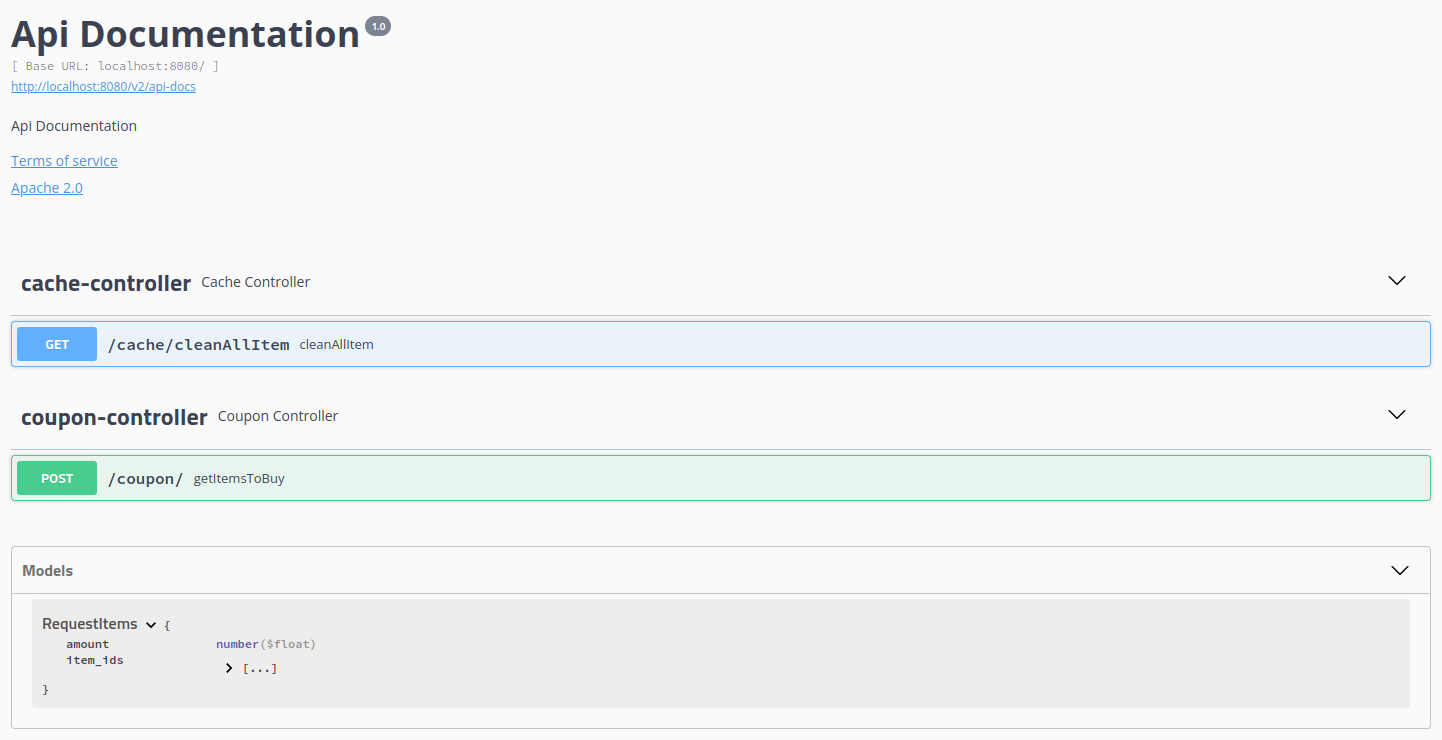 Api Documentation 1.0
[ Base URL: localhost:8080/ ]
http://localhost:8080/v2/api-docs
Api Documentation
Terms of service
Apache 2.0
cache-controller Cache Controller
GET /cache/cleanAllItem cleanAllItem
coupon-controller Coupon Controller
POST /coupon/ getItemsToBuy
Models
RequestItems {
amount number($float)
item_ids
[...]
}